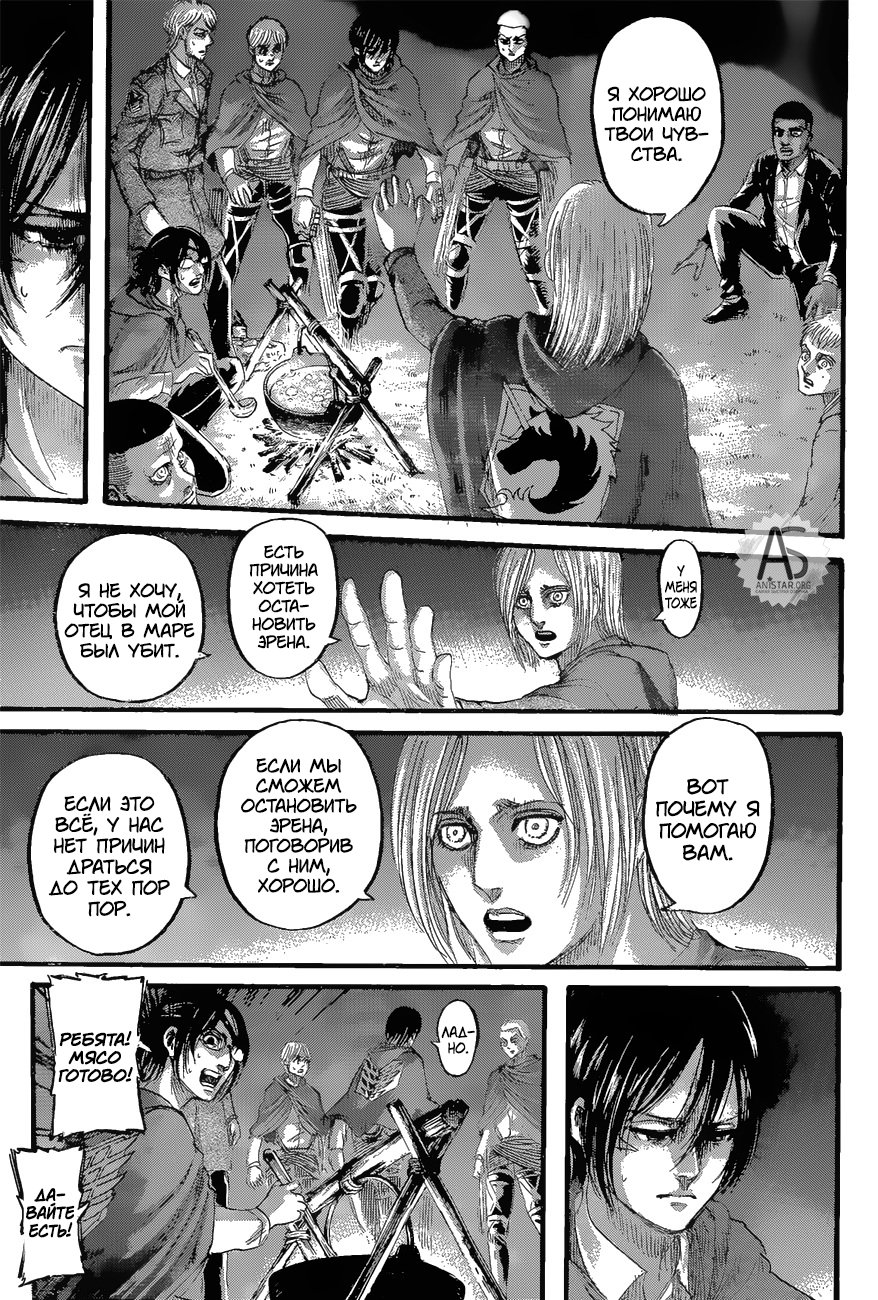 Я ХОРОШО
ПОНИМАЮ
ТВОИ ЧУВ-
СТВА.
У
МЕНЯ
ТОЖЕ
ЕСТЬ
ПРИЧИНА
ХОТЕТЬ
ОСТА-
НОВИТЬ
ЭРЕНА.
Я НЕ ХОЧУ,
ЧТОБЫ МОЙ
ОТЕЦ В МАРЕ
БЫЛ УБИТ.
AS
ANISTAR.ORG
ВОТ
ПОЧЕМУ Я
ПОМОГАЮ
ВАМ.
ЕСЛИ МЫ
СМОЖЕМ
ОСТАНОВИТЬ
ЭРЕНА,
ПОГОВОРИВ
С НИМ,
ХОРОШО.
ЕСЛИ ЭТО
ВСЁ, У НАС
НЕТ ПРИЧИН
ДРАТЬСЯ
ДО ТЕХ ПОР
ПОР.
ЛАД-
НО.
РЕБЯТА!
МЯСО
ГОТОВО!
ДА-
ВАЙТЕ
ЕСТЬ!